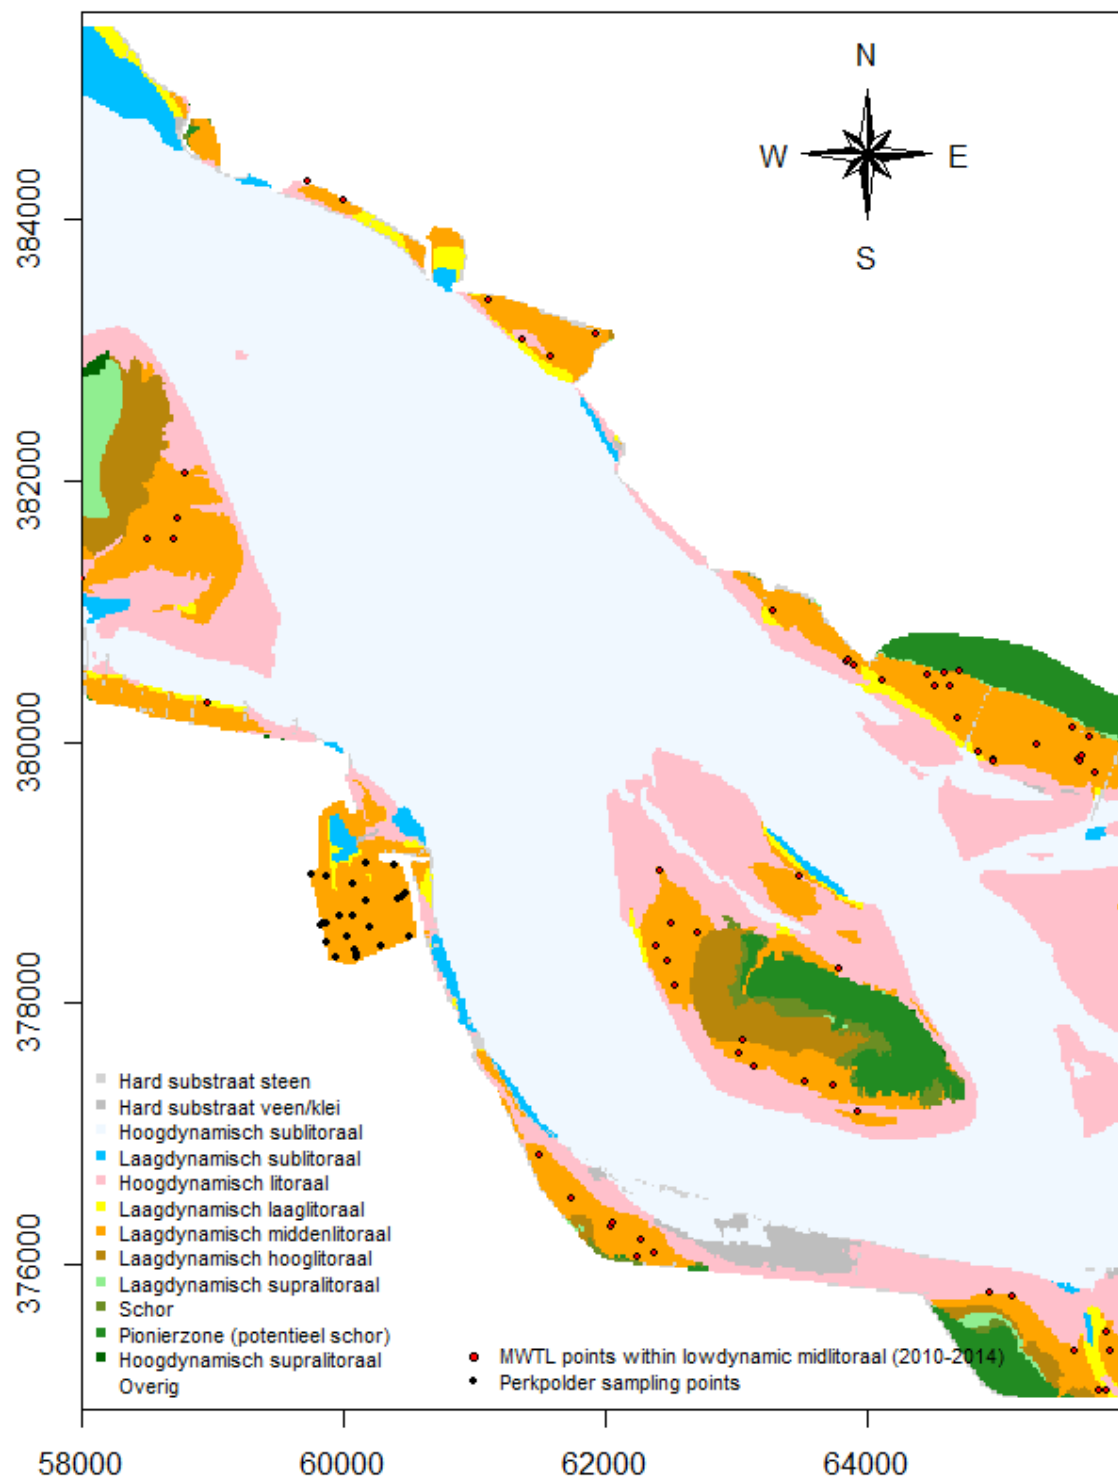 N
W E
S
384000
382000
380000
378000
376000
Hard substraat steen
Hard substraat veen/klei
Hoogdynamisch sublitoraal
Laagdynamisch sublitoraal
Hoogdynamisch litoraal
Laagdynamisch laaglitoraal
Laagdynamisch middenlitoraal
Laagdynamisch hooglitoraal
Laagdynamisch supralitoraal
Schor
Pionierzone (potentieel schor)
Hoogdynamisch supralitoraal
Overig
MWTL points within lowdynamic midlitoraal (2010-2014)
Perkpolder sampling points
58000 60000 62000 64000